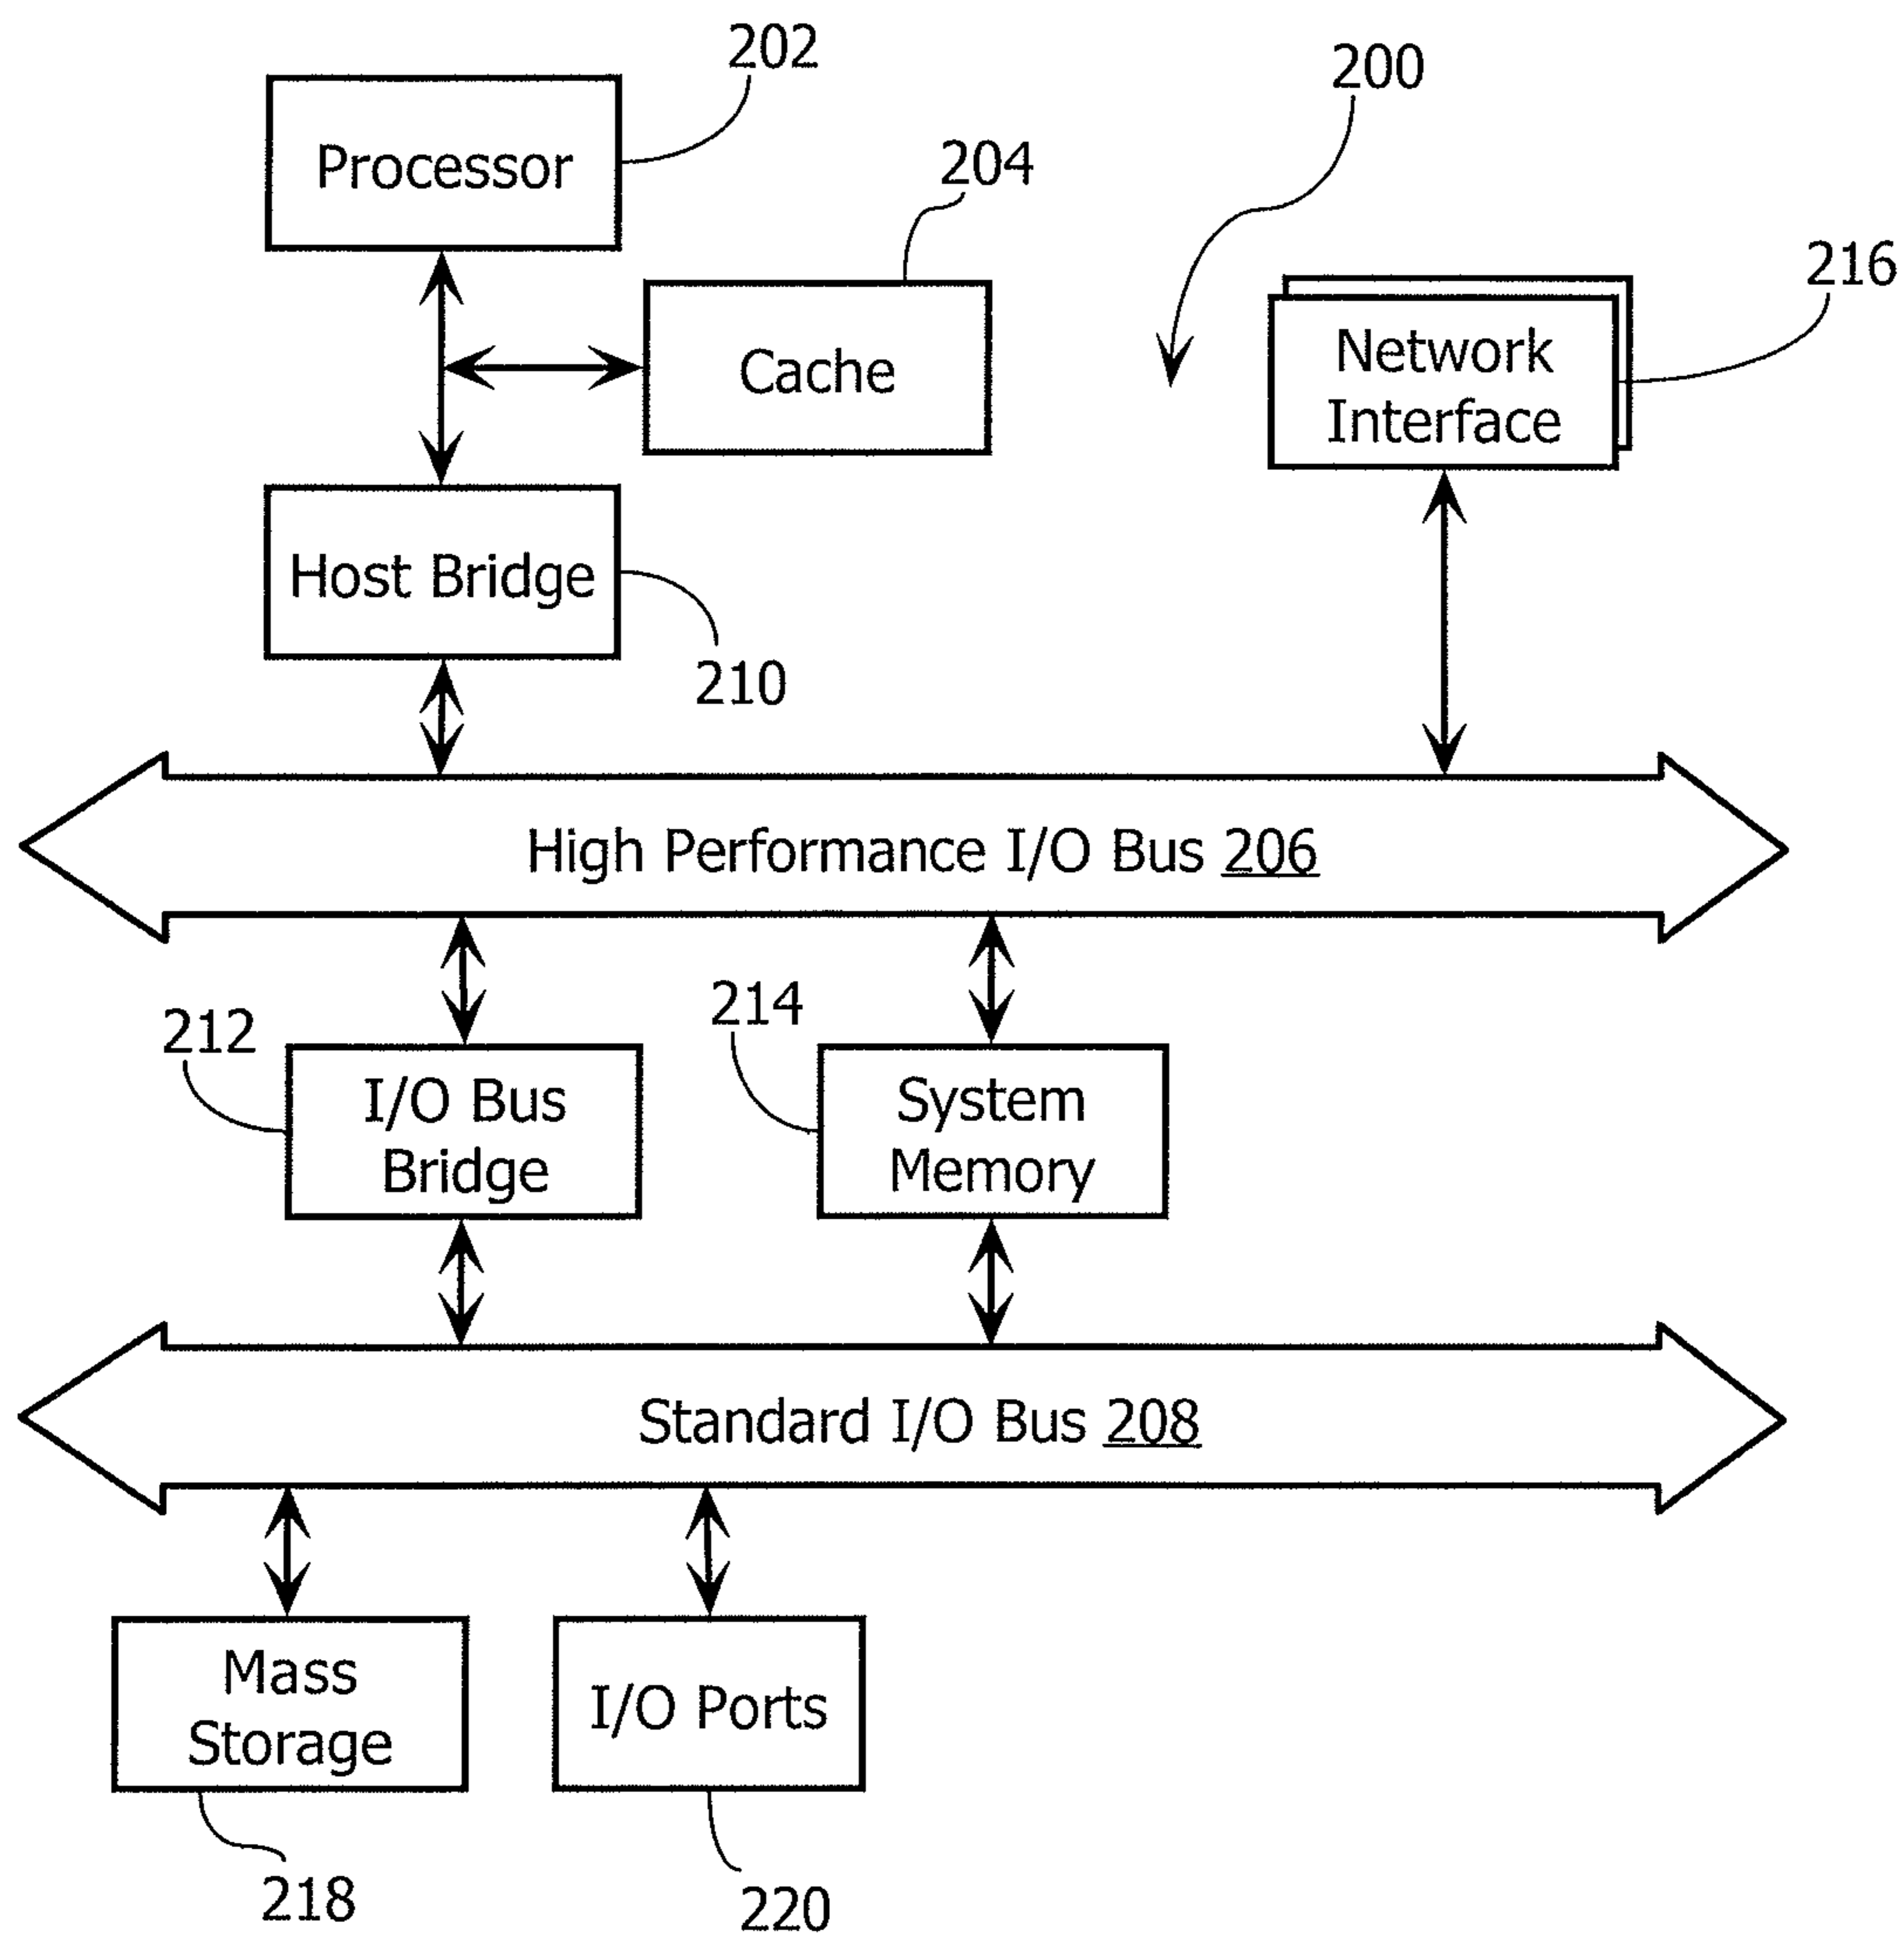 202
200
Processor
204
216
Network
Interface
Cache
Host Bridge
210
High Performance I/O Bus 206
212
214
I/O Bus
Bridge
System
Memory
Standard I/O Bus 208
Mass
Storage
I/O Ports
218
220